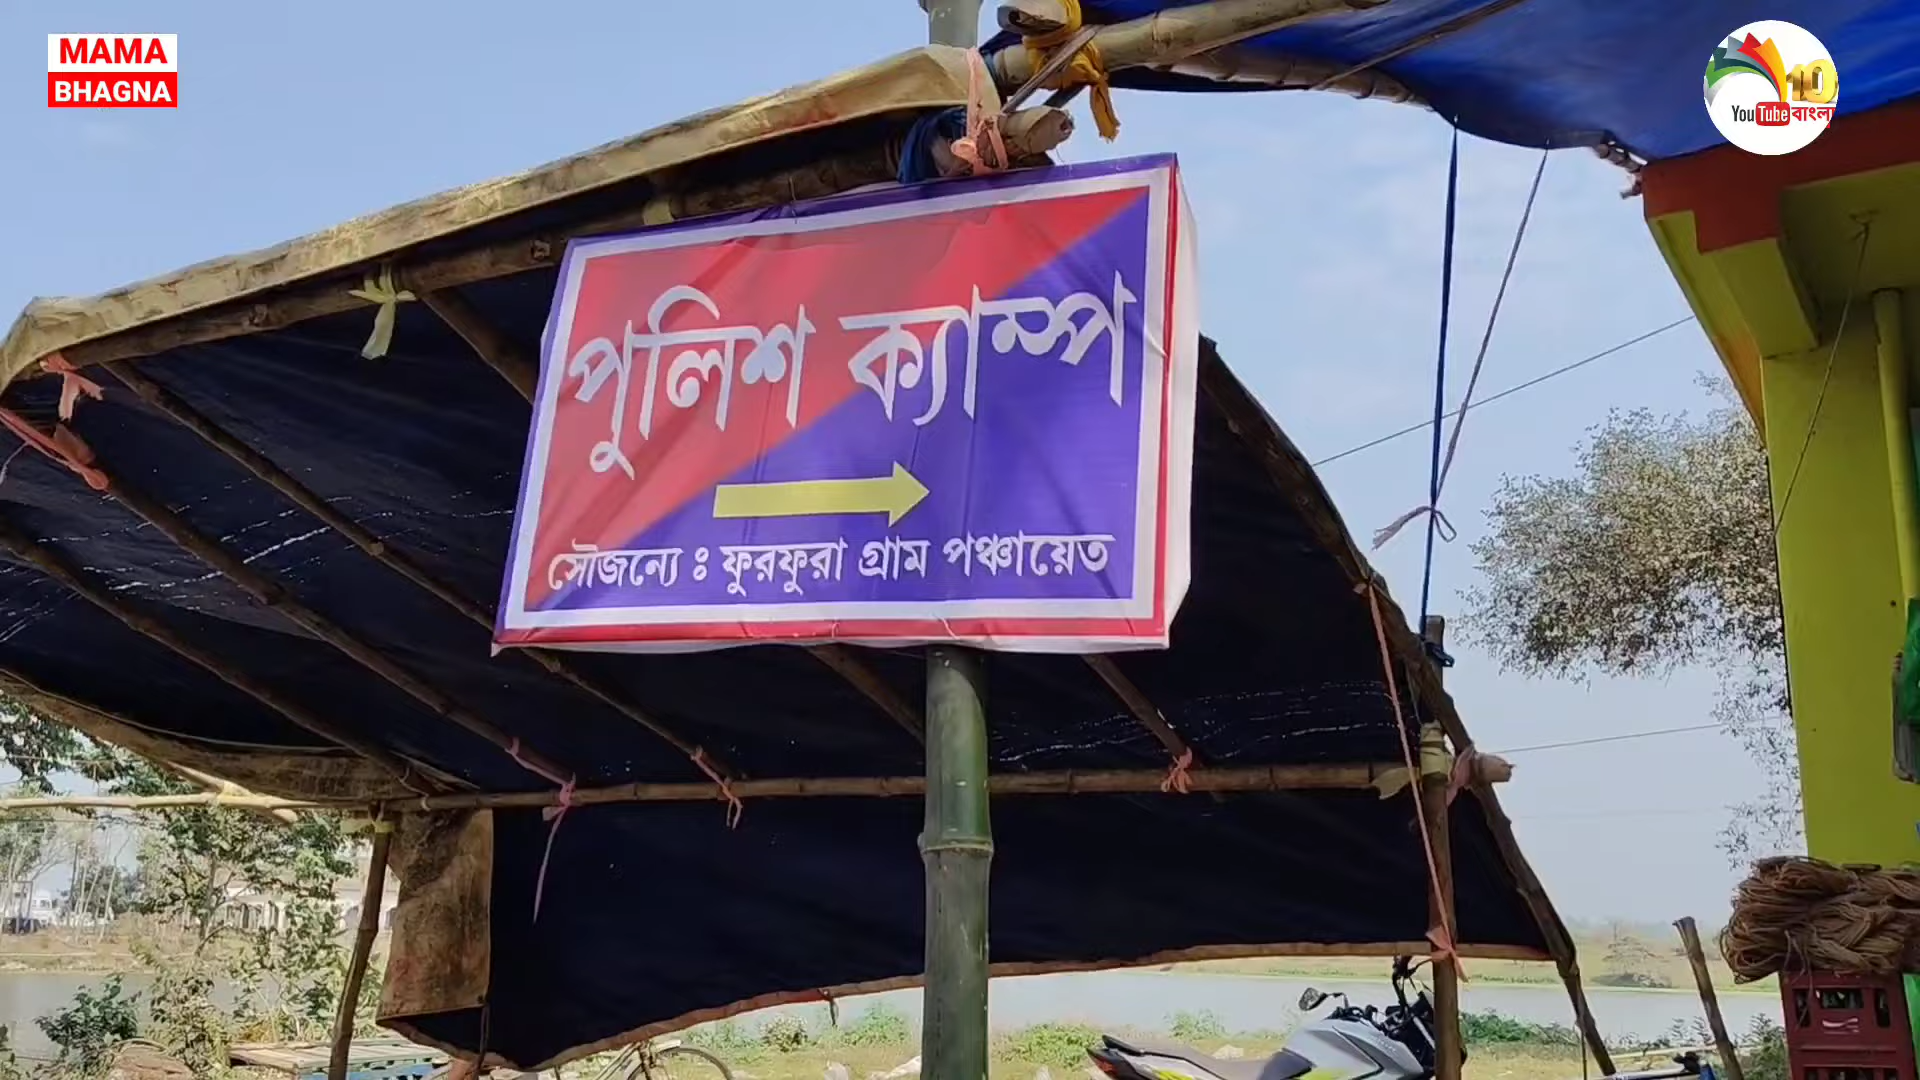 MAMA
BHAGNA
10
YouTube বাংলা
পুলিশ ক্যাম্প
সৌজন্যে ঃ ফুরফুরা গ্রাম পঞ্চায়েত